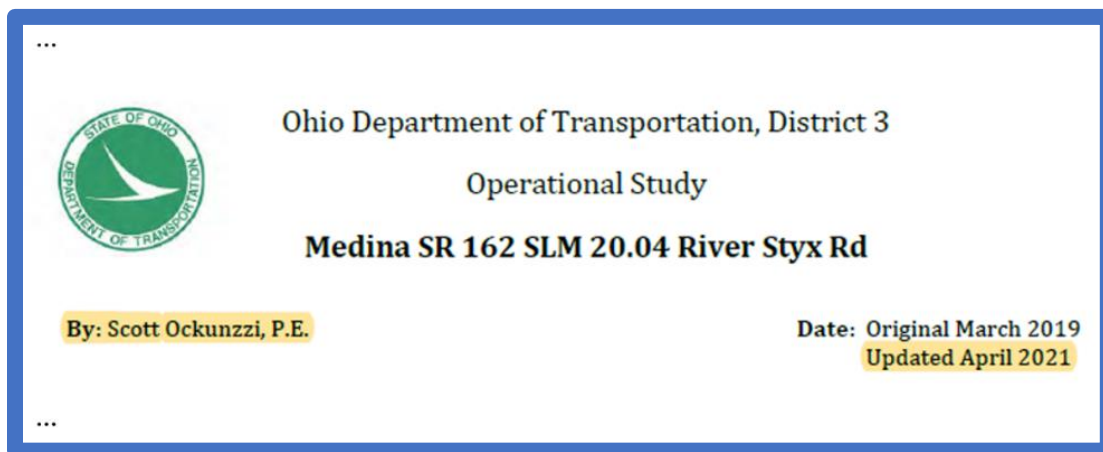 ...
STATE OF OHIO
DEPARTMENT OF TRANSPORTATION
Ohio Department of Transportation, District 3
Operational Study
Medina SR 162 SLM 20.04 River Styx Rd
By: Scott Ockunzzi, P.E.
Date: Original March 2019
Updated April 2021
...